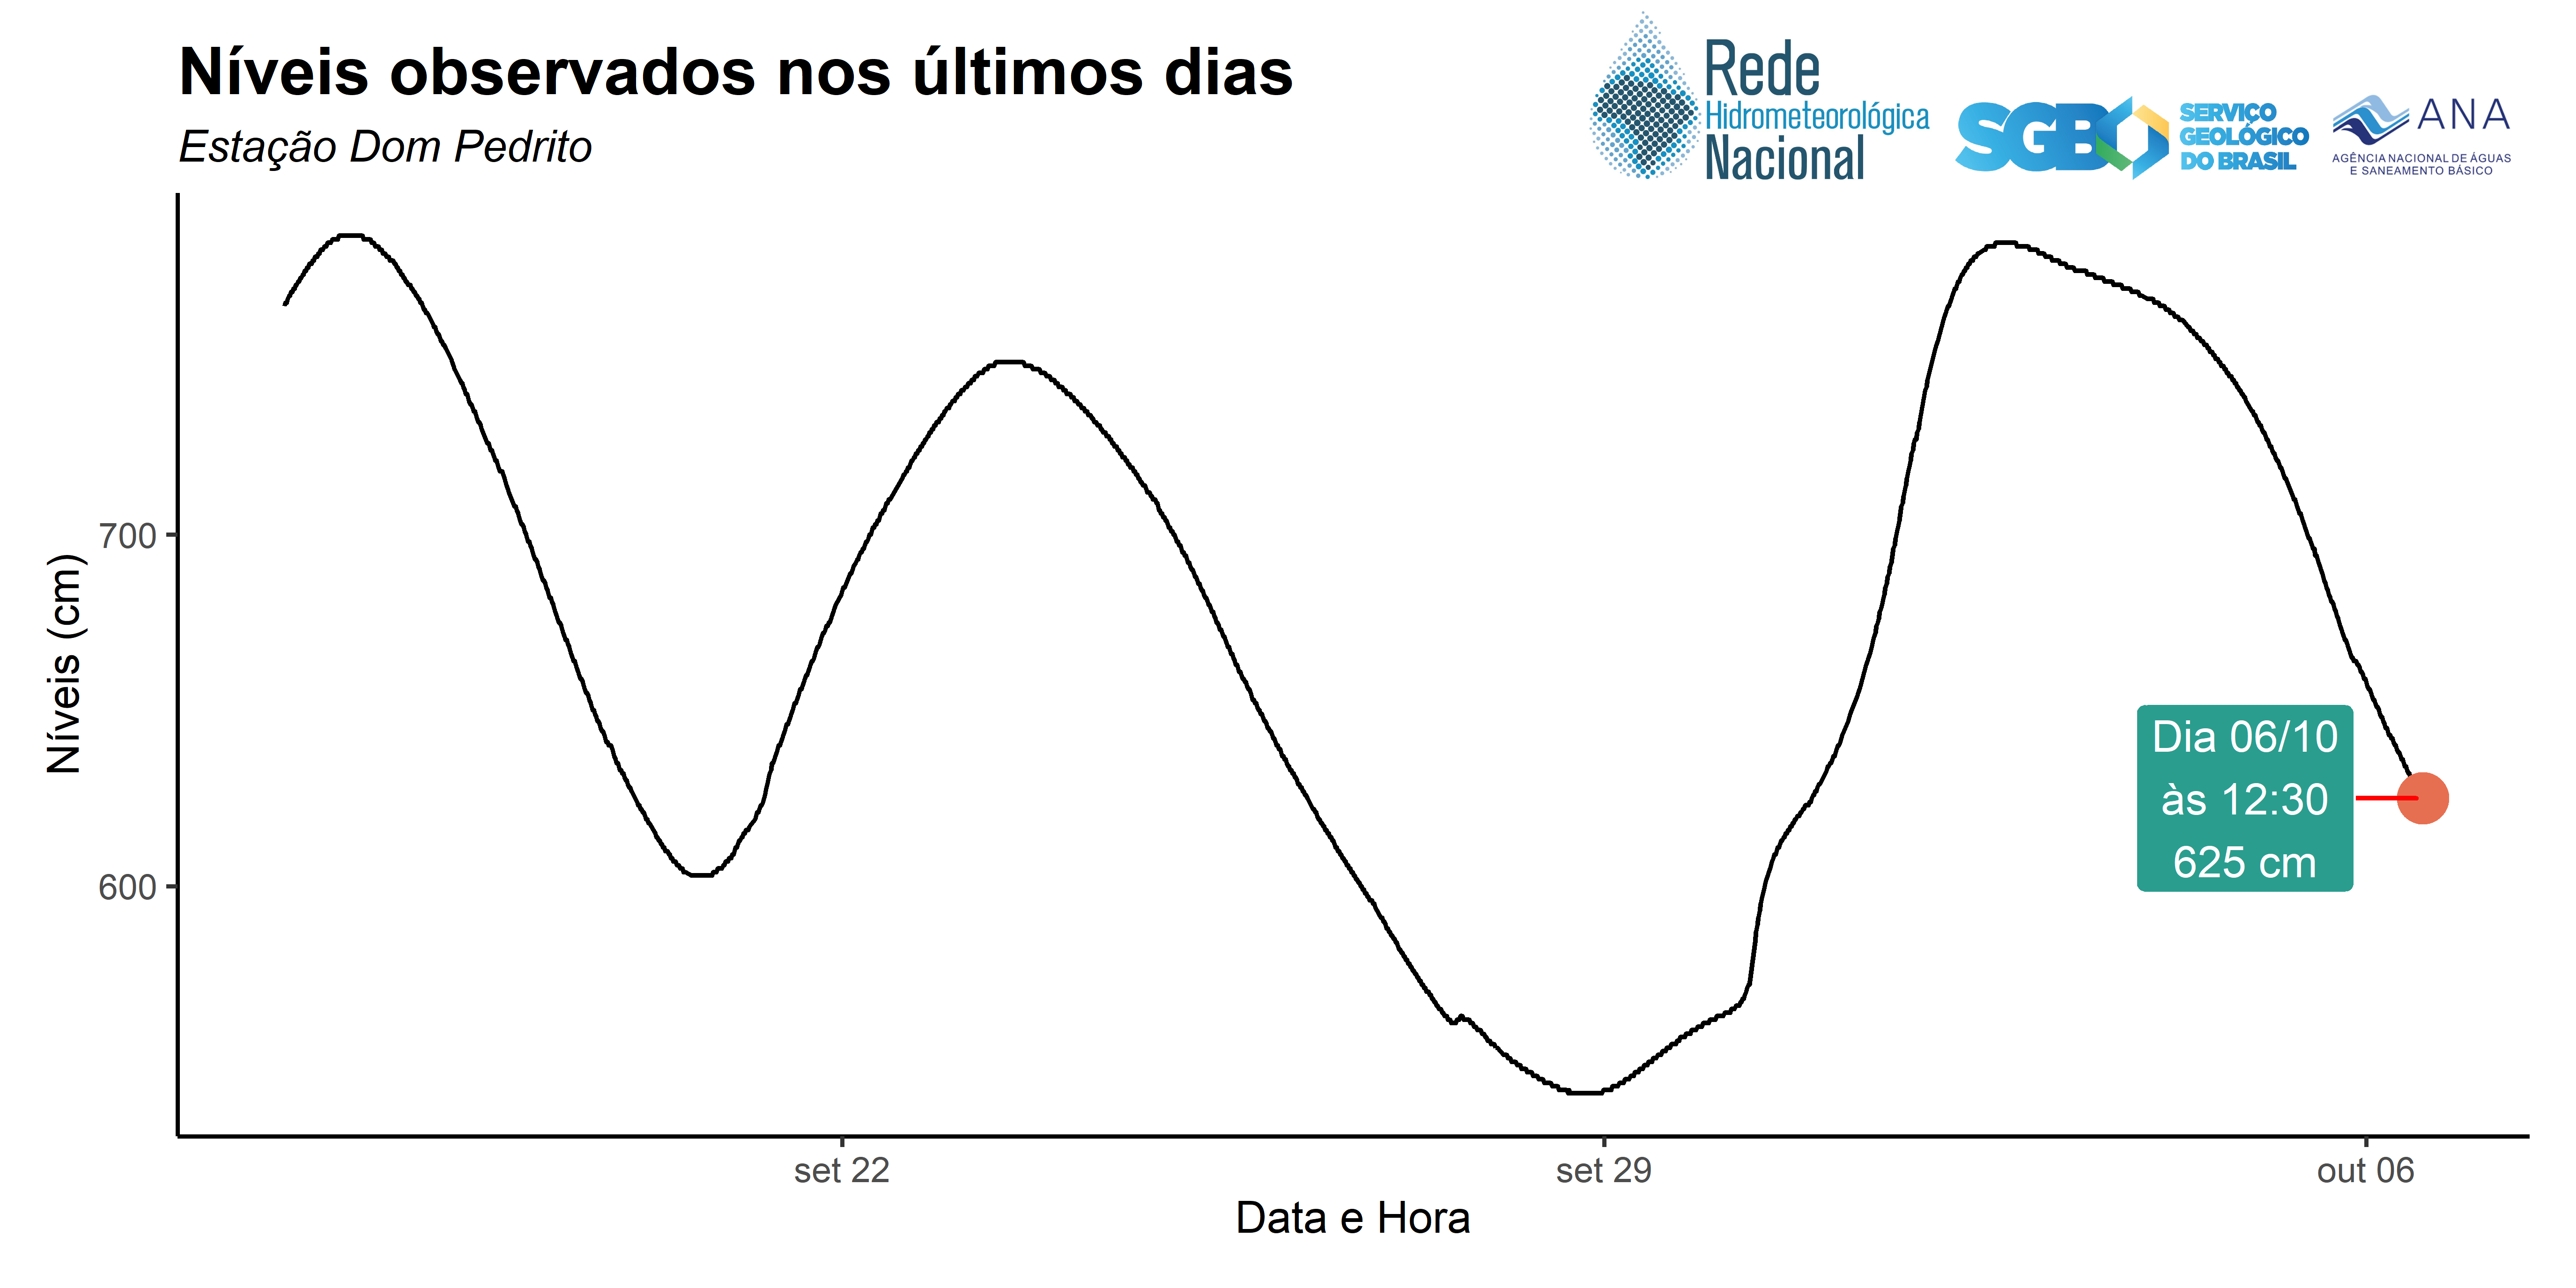 Níveis observados nos últimos dias
Estação Dom Pedrito
Rede
Hidrometeorológica
Nacional
SGB
SERVIÇO
GEOLÓGICO
DO BRASIL
ANA
AGÊNCIA NACIONAL DE ÁGUAS
E SANEAMENTO BÁSICO
Níveis (cm)
700
600
Dia 06/10
às 12:30
625 cm
set 22
set 29
out 06
Data e Hora